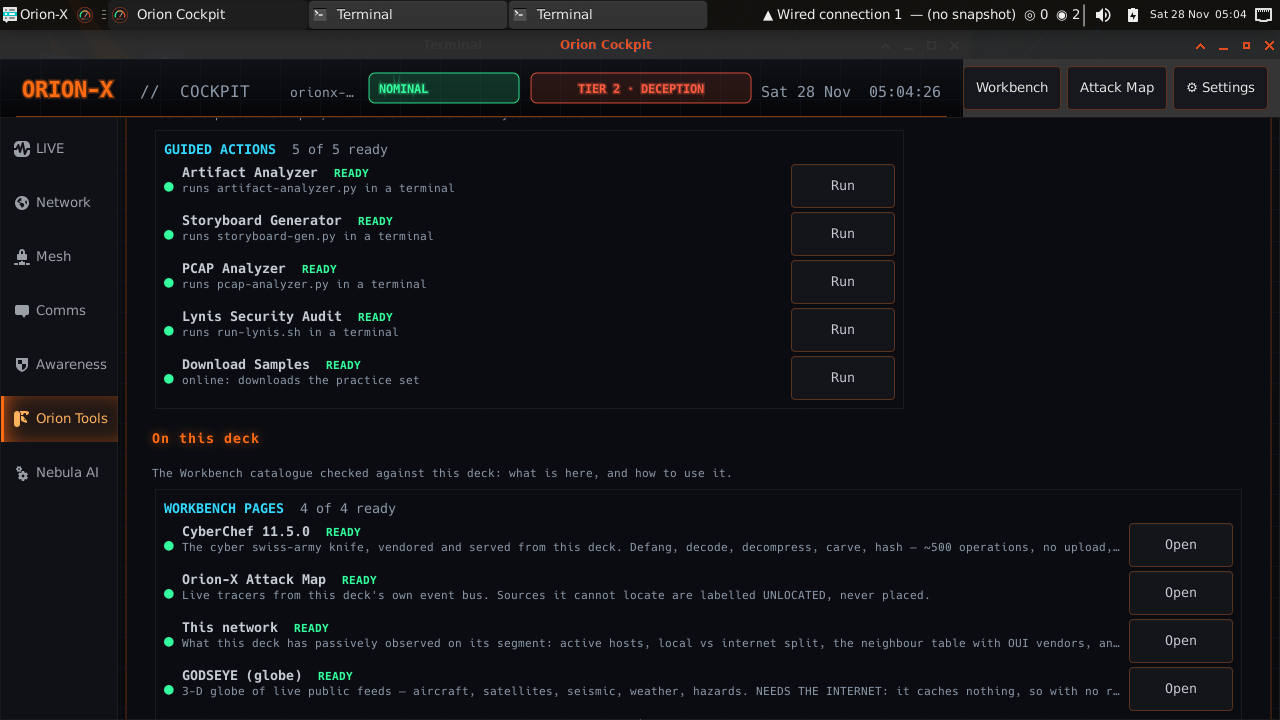 Orion-X
Orion Cockpit
Terminal
Terminal
Wired connection 1 — (no snapshot) 0 2
Sat 28 Nov 05:04
Terminal
Orion Cockpit
ORION-X // COCKPIT orionx-…
NOMINAL
TIER 2 · DECEPTION
Sat 28 Nov 05:04:26
Workbench
Attack Map
Settings
LIVE
Network
Mesh
Comms
Awareness
Orion Tools
Nebula AI
GUIDED ACTIONS 5 of 5 ready
Artifact Analyzer READY
runs artifact-analyzer.py in a terminal
Run
Storyboard Generator READY
runs storyboard-gen.py in a terminal
Run
PCAP Analyzer READY
runs pcap-analyzer.py in a terminal
Run
Lynis Security Audit READY
runs run-lynis.sh in a terminal
Run
Download Samples READY
online: downloads the practice set
Run
On this deck
The Workbench catalogue checked against this deck: what is here, and how to use it.
WORKBENCH PAGES 4 of 4 ready
CyberChef 11.5.0 READY
The cyber swiss-army knife, vendored and served from this deck. Defang, decode, decompress, carve, hash — ~500 operations, no upload,…
Open
Orion-X Attack Map READY
Live tracers from this deck's own event bus. Sources it cannot locate are labelled UNLOCATED, never placed.
Open
This network READY
What this deck has passively observed on its segment: active hosts, local vs internet split, the neighbour table with OUI vendors, an…
Open
GODSEYE (globe) READY
3-D globe of live public feeds — aircraft, satellites, seismic, weather, hazards. NEEDS THE INTERNET: it caches nothing, so with no r…
Open